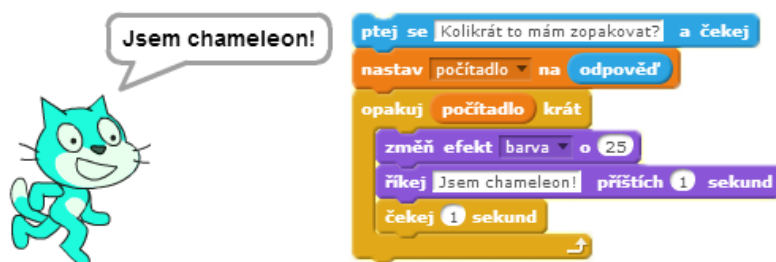 Jsem chameleon!
ptej se Kolikrát to mám zopakovat? a čekej
nastav počítadlo na odpověď
opakuj počítadlo krát
změň efekt barva o 25
říkej Jsem chameleon! příštích 1 sekund
čekej 1 sekund